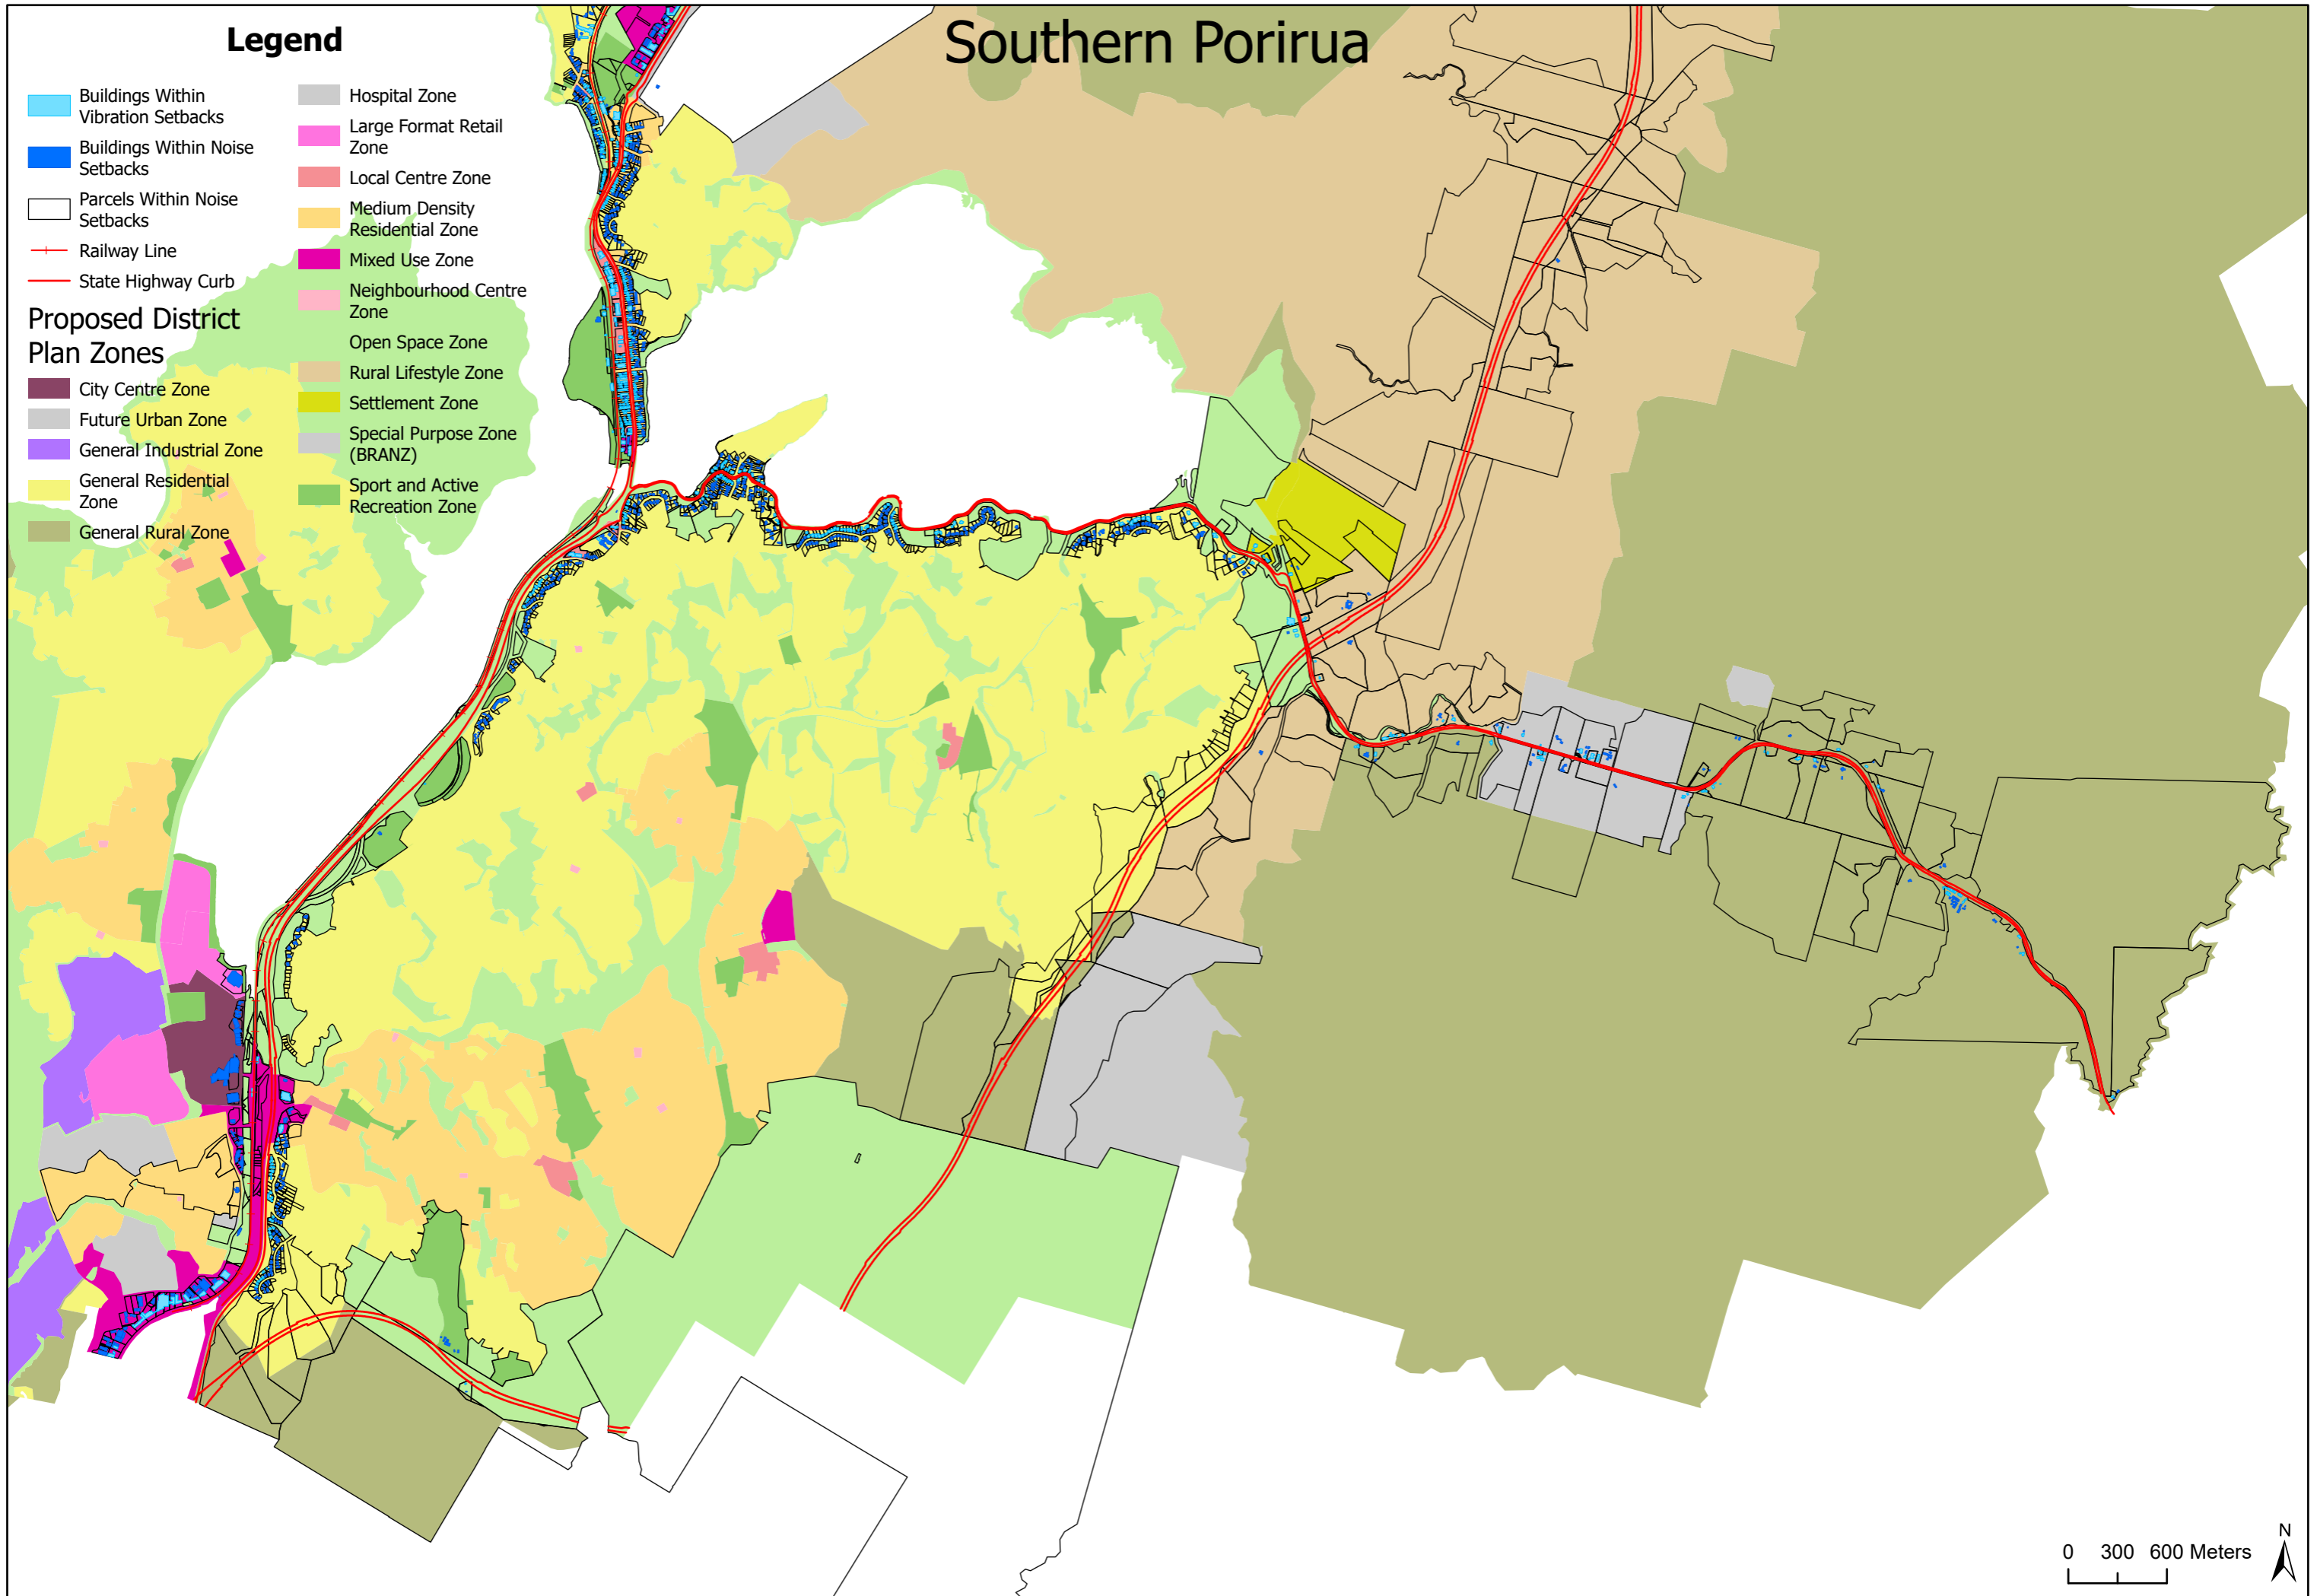 Southern Porirua
Legend
Buildings Within
Vibration Setbacks
Buildings Within Noise
Setbacks
Parcels Within Noise
Setbacks
Railway Line
State Highway Curb
Proposed District
Plan Zones
City Centre Zone
Future Urban Zone
General Industrial Zone
General Residential
Zone
General Rural Zone
Hospital Zone
Large Format Retail
Zone
Local Centre Zone
Medium Density
Residential Zone
Mixed Use Zone
Neighbourhood Centre
Zone
Open Space Zone
Rural Lifestyle Zone
Settlement Zone
Special Purpose Zone
(BRANZ)
Sport and Active
Recreation Zone
N
0 300 600 Meters